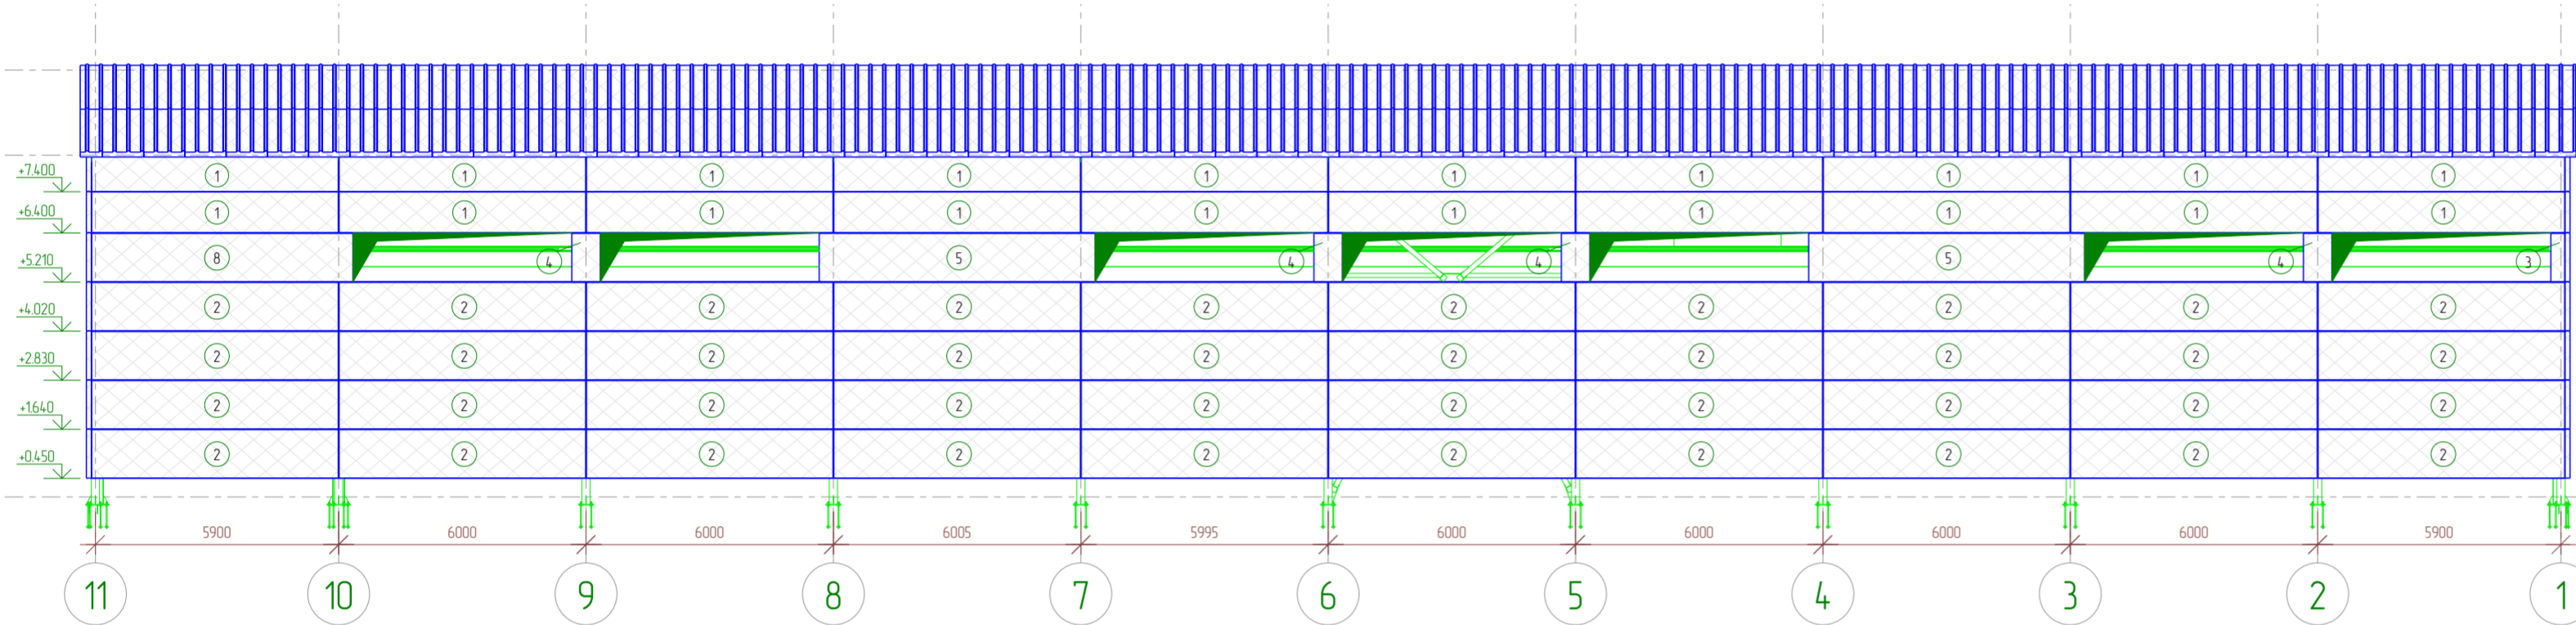 +7.400 1 1 1 1 1 1 1 1 1 1
+6.400 1 1 1 1 1 1 1 1 1 1
+5.210 8 4 5 4 4 5 4 3
+4.020 2 2 2 2 2 2 2 2 2 2
+2.830 2 2 2 2 2 2 2 2 2 2
+1.640 2 2 2 2 2 2 2 2 2 2
+0.450 2 2 2 2 2 2 2 2 2 2
5900 6000 6000 6005 5995 6000 6000 6000 6000 5900
11 10 9 8 7 6 5 4 3 2 1